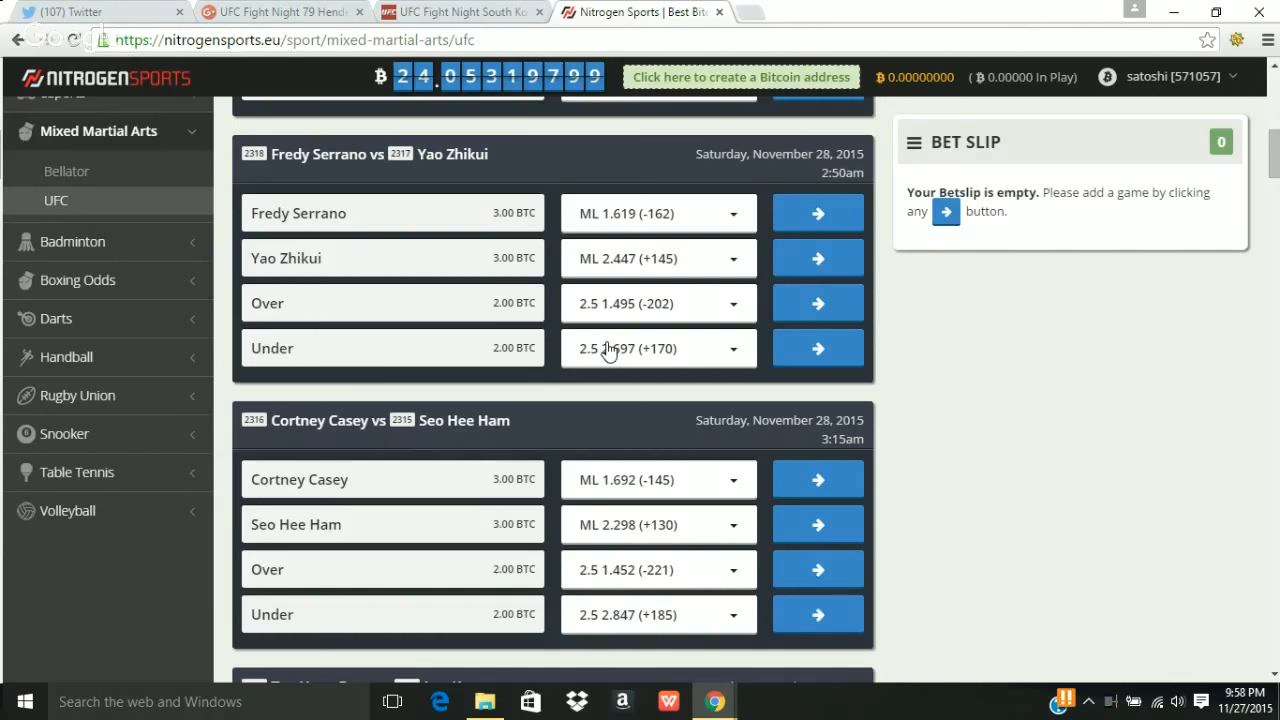 (107) Twitter
UFC Fight Night 79 Hende
UFC Fight Night South Ko
Nitrogen Sports | Best Bit
https://nitrogensports.eu/sport/mixed-martial-arts/ufc
NITROGENSPORTS
24.05319799
Click here to create a Bitcoin address
0.00000000
( 0.00000 In Play)
satoshi [571057]
Mixed Martial Arts
Bellator
UFC
Badminton
Boxing Odds
Darts
Handball
Rugby Union
Snooker
Table Tennis
Volleyball
2318 Fredy Serrano vs 2317 Yao Zhikui
Saturday, November 28, 2015
2:50am
Fredy Serrano 3.00 BTC ML 1.619 (-162)
Yao Zhikui 3.00 BTC ML 2.447 (+145)
Over 2.00 BTC 2.5 1.495 (-202)
Under 2.00 BTC 2.5 (+170)
2316 Cortney Casey vs 2315 Seo Hee Ham
Saturday, November 28, 2015
3:15am
Cortney Casey 3.00 BTC ML 1.692 (-145)
Seo Hee Ham 3.00 BTC ML 2.298 (+130)
Over 2.00 BTC 2.5 1.452 (-221)
Under 2.00 BTC 2.5 2.847 (+185)
BET SLIP 0
Your Betslip is empty. Please add a game by clicking
any button.
Search the web and Windows
9:58 PM
11/27/2015